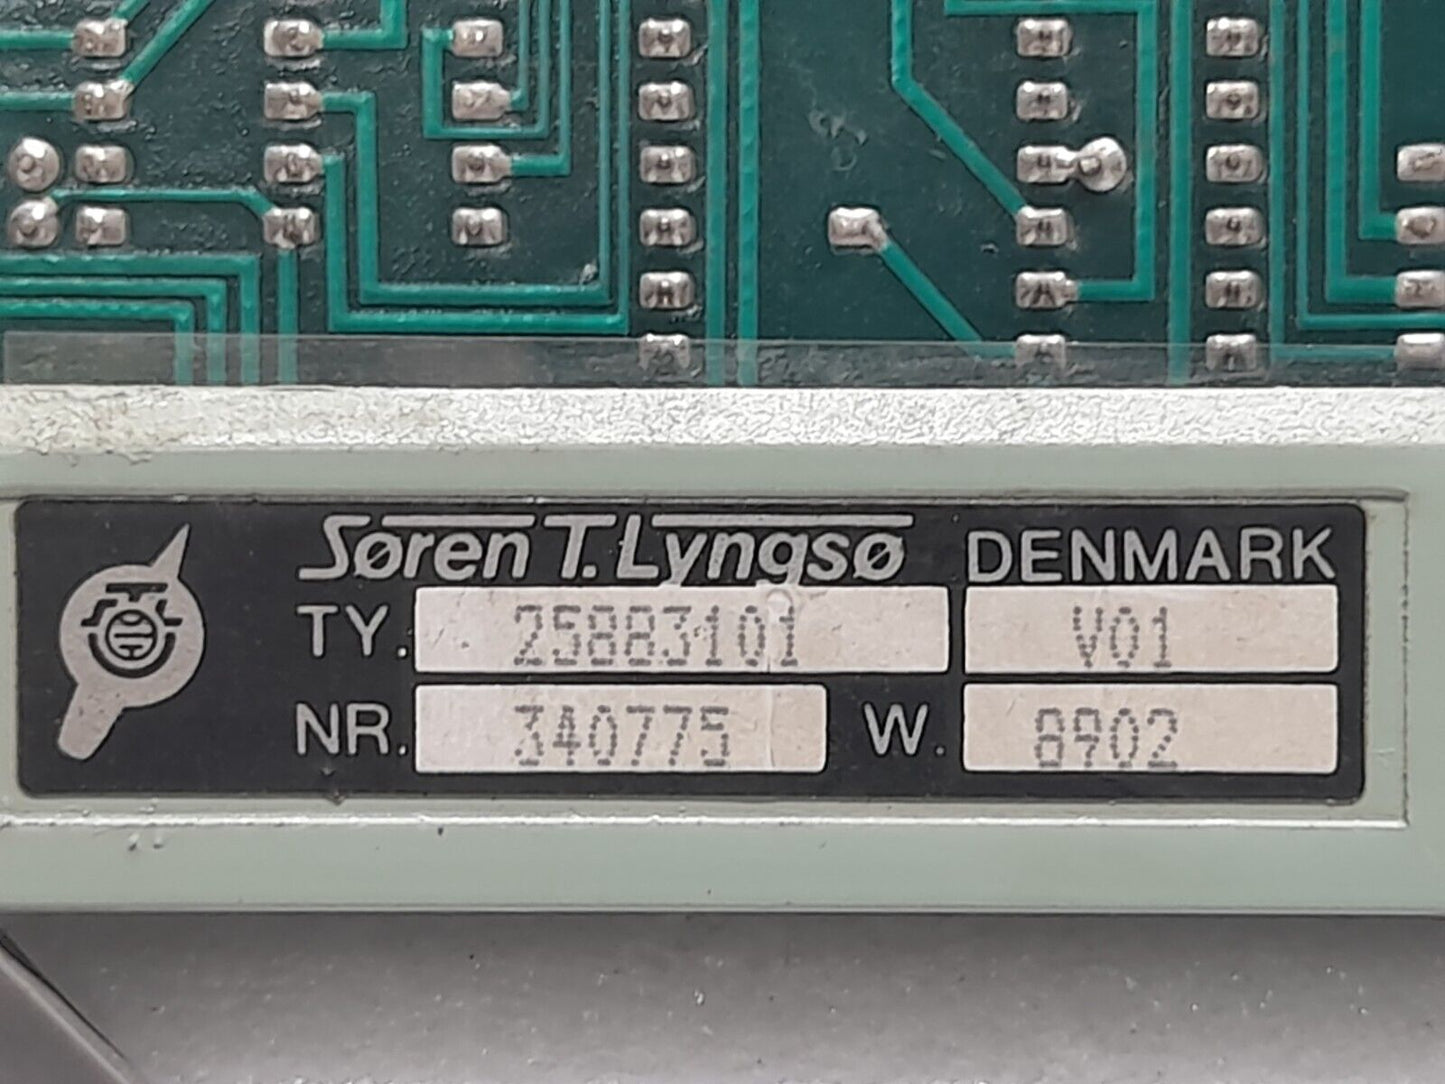 Søren T. Lyngsø DENMARK
TY. 25883101 V01
NR. 340775 W. 8902